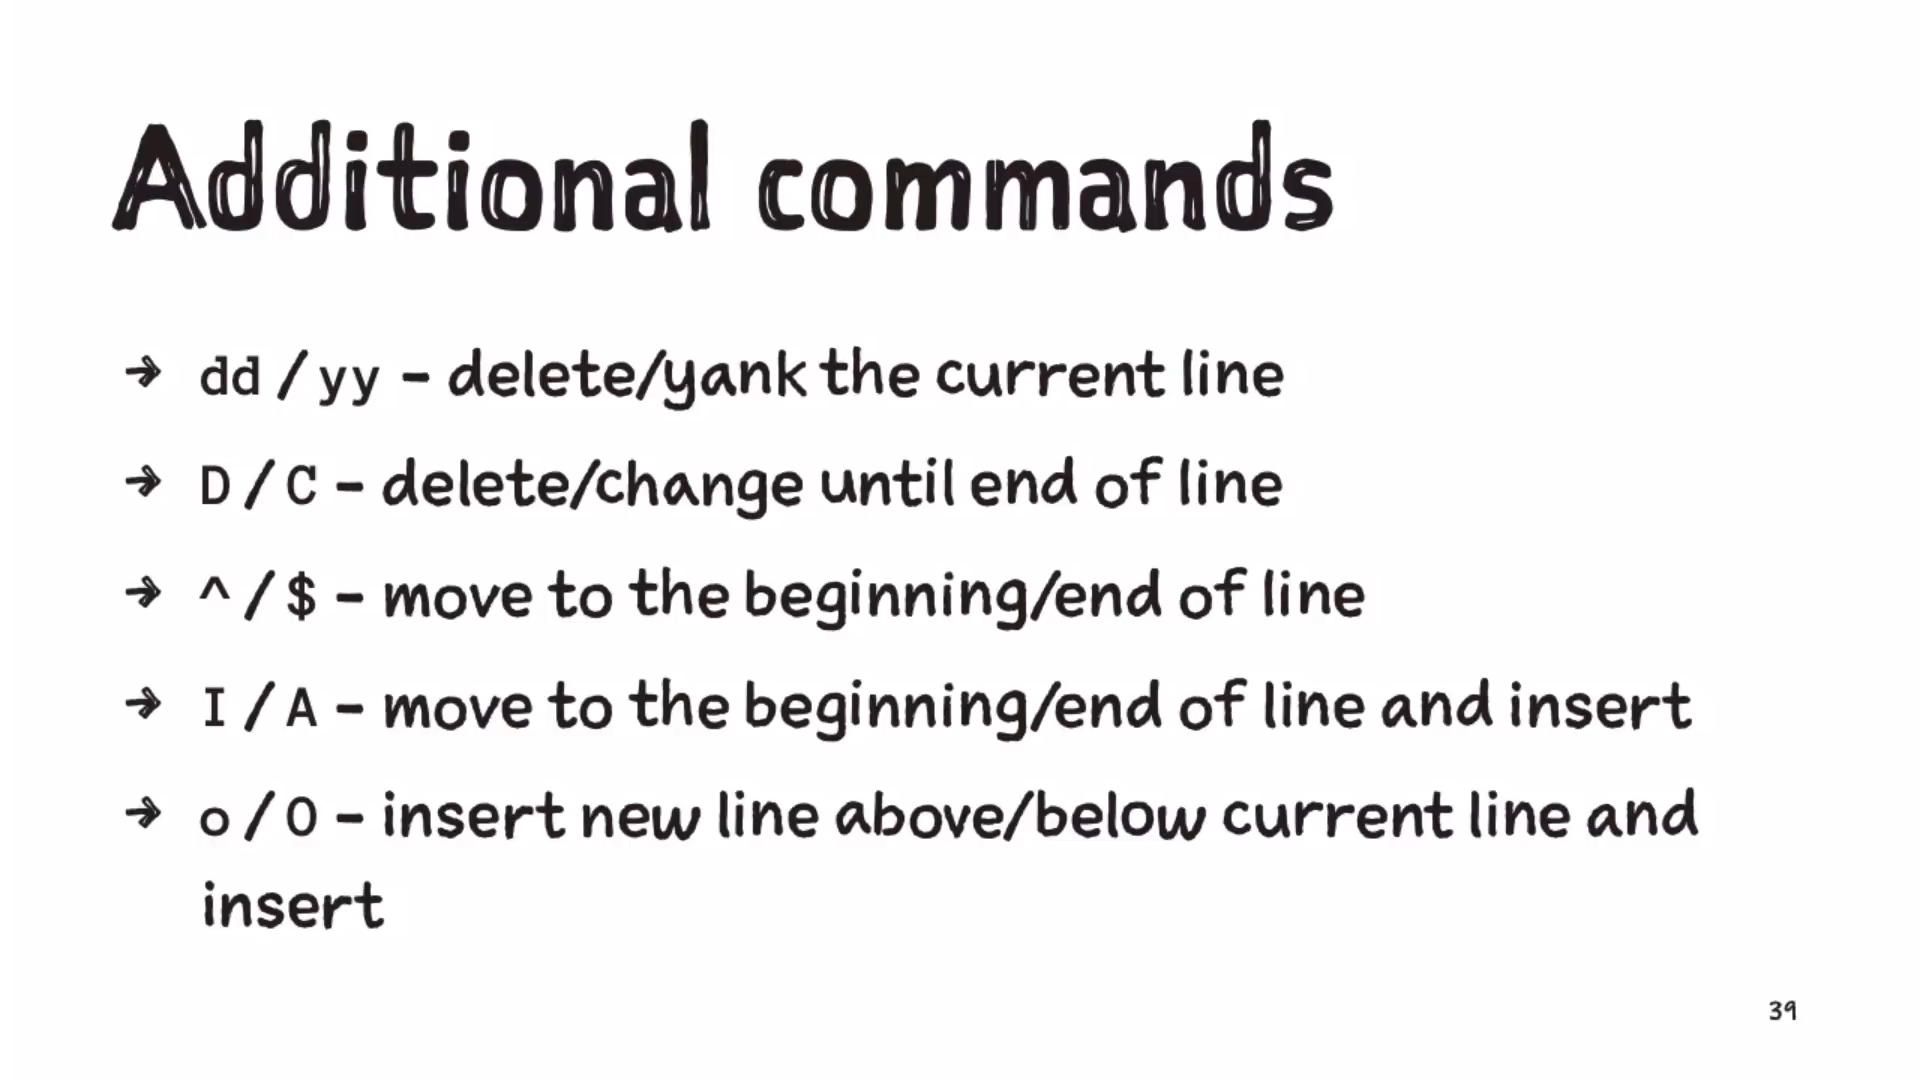 Additional commands
→ dd / yy – delete/yank the current line
→ D / C – delete/change until end of line
→ ^ / $ – move to the beginning/end of line
→ I / A – move to the beginning/end of line and insert
→ o / O – insert new line above/below current line and
insert
39